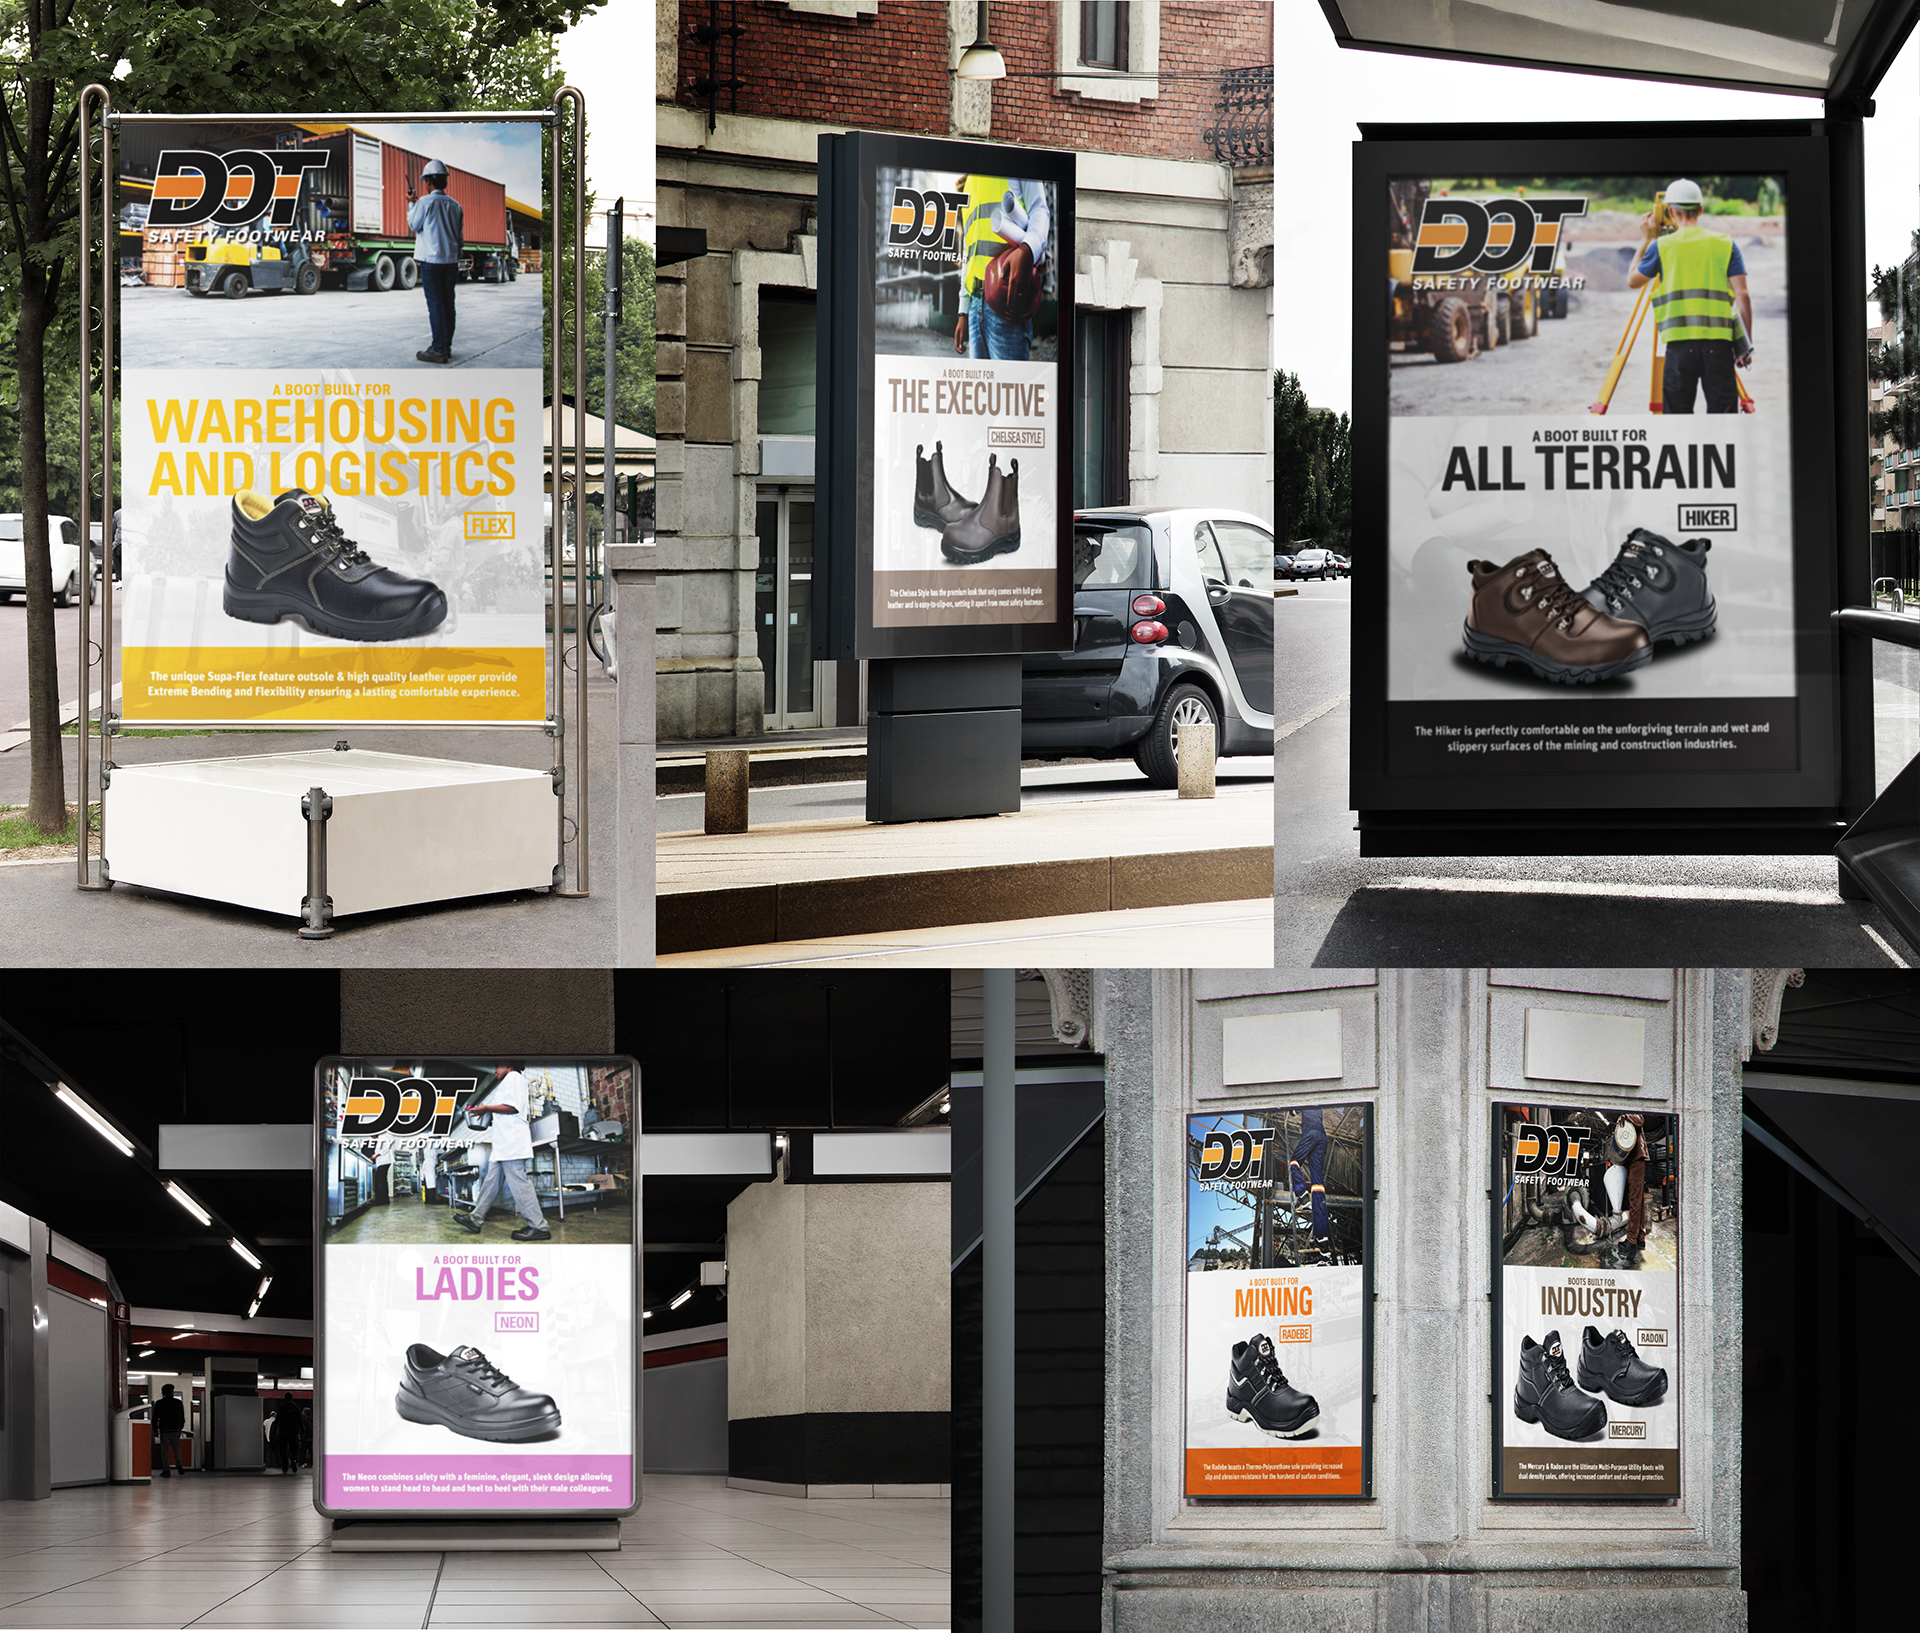 DOT
SAFETY FOOTWEAR
A BOOT BUILT FOR
WAREHOUSING
AND LOGISTICS
FLEX
The unique Supa-Flex feature outsole & high quality leather upper provide
Extreme Bending and Flexibility ensuring a lasting comfortable experience.
DOT
SAFETY FOOTWEAR
A BOOT BUILT FOR
THE EXECUTIVE
CHELSEA STYLE
The Chelsea Style has the premium look that only comes with full grain
leather and is easy-to-slip-on, setting it apart from most safety footwear.
DOT
SAFETY FOOTWEAR
A BOOT BUILT FOR
ALL TERRAIN
HIKER
The Hiker is perfectly comfortable on the unforgiving terrain and wet and
slippery surfaces of the mining and construction industries.
DOT
SAFETY FOOTWEAR
A BOOT BUILT FOR
LADIES
NEON
The Neon combines safety with a feminine, elegant, sleek design allowing
women to stand head to head and heel to heel with their male colleagues.
DOT
SAFETY FOOTWEAR
A BOOT BUILT FOR
MINING
RADEBE
The Radebe boasts a Thermo-Polyurethane sole providing increased
slip and abrasion resistance for the harshest of surface conditions.
DOT
SAFETY FOOTWEAR
BOOTS BUILT FOR
INDUSTRY
RADON
MERCURY
The Mercury & Radon are the Ultimate Multi-Purpose Utility Boots with
dual density soles, offering increased comfort and all-round protection.